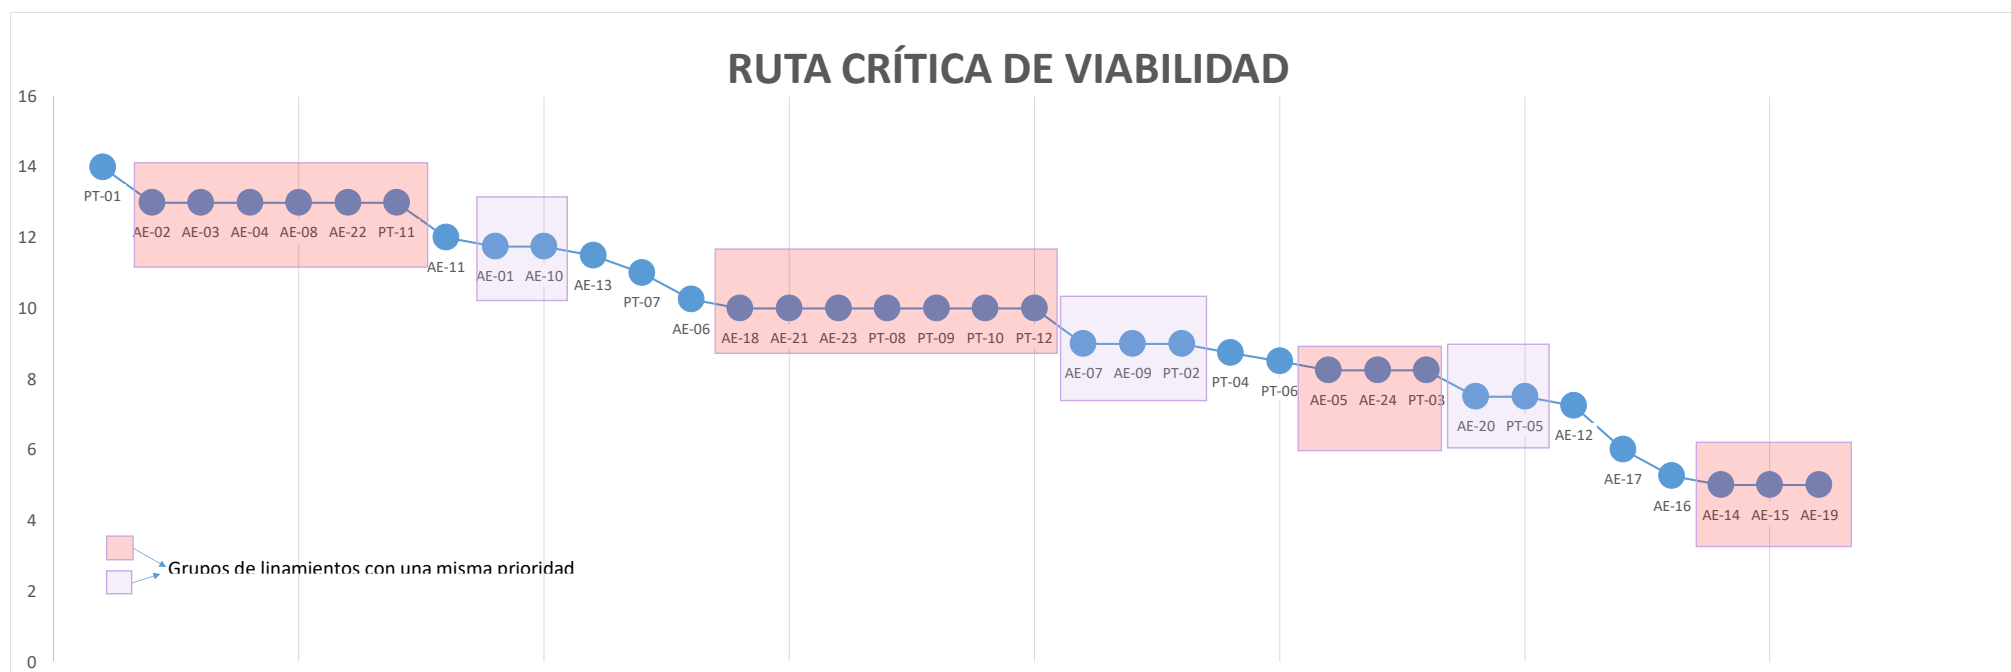 RUTA CRÍTICA DE VIABILIDAD
16
14
12
10
8
6
4
2
0
PT-01
AE-02 AE-03 AE-04 AE-08 AE-22 PT-11
AE-11
AE-01 AE-10
AE-13
PT-07
AE-06
AE-18 AE-21 AE-23 PT-08 PT-09 PT-10 PT-12
AE-07 AE-09 PT-02
PT-04
PT-06
AE-05 AE-24 PT-03
AE-20 PT-05
AE-12
AE-17
AE-16
AE-14 AE-15 AE-19
Grupos de linamientos con una misma prioridad